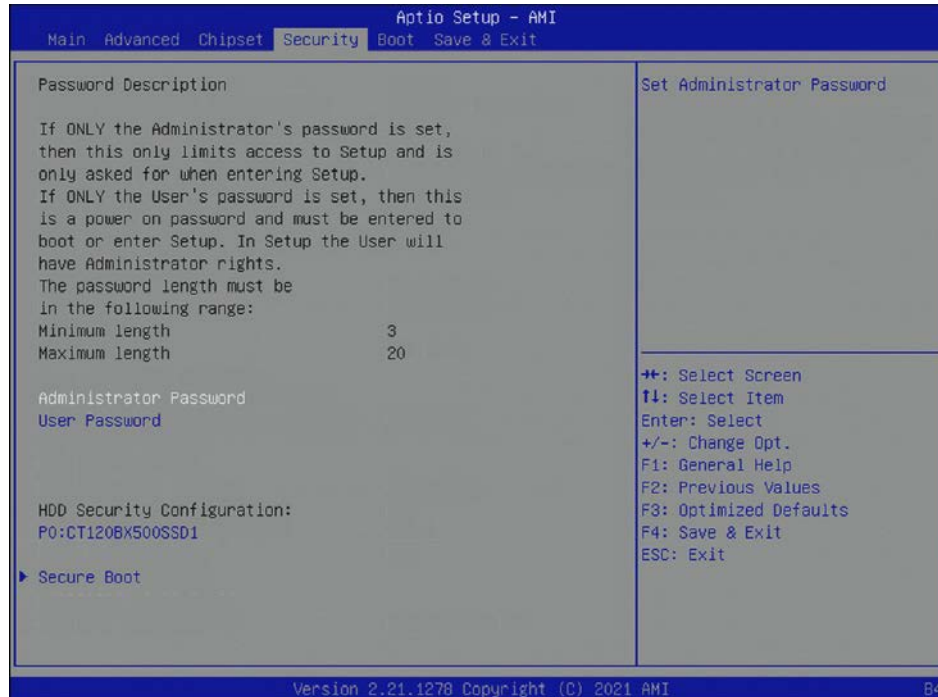 Aptio Setup - AMI
Main Advanced Chipset Security Boot Save & Exit
Password Description
If ONLY the Administrator's password is set,
then this only limits access to Setup and is
only asked for when entering Setup.
If ONLY the User's password is set, then this
is a power on password and must be entered to
boot or enter Setup. In Setup the User will
have Administrator rights.
The password length must be
in the following range:
Minimum length 3
Maximum length 20
Administrator Password
User Password
HDD Security Configuration:
P0:CT120BX500SSD1
Secure Boot
Set Administrator Password
→←: Select Screen
↑↓: Select Item
Enter: Select
+/-: Change Opt.
F1: General Help
F2: Previous Values
F3: Optimized Defaults
F4: Save & Exit
ESC: Exit
Version 2.21.1278 Copyright (C) 2021 AMI